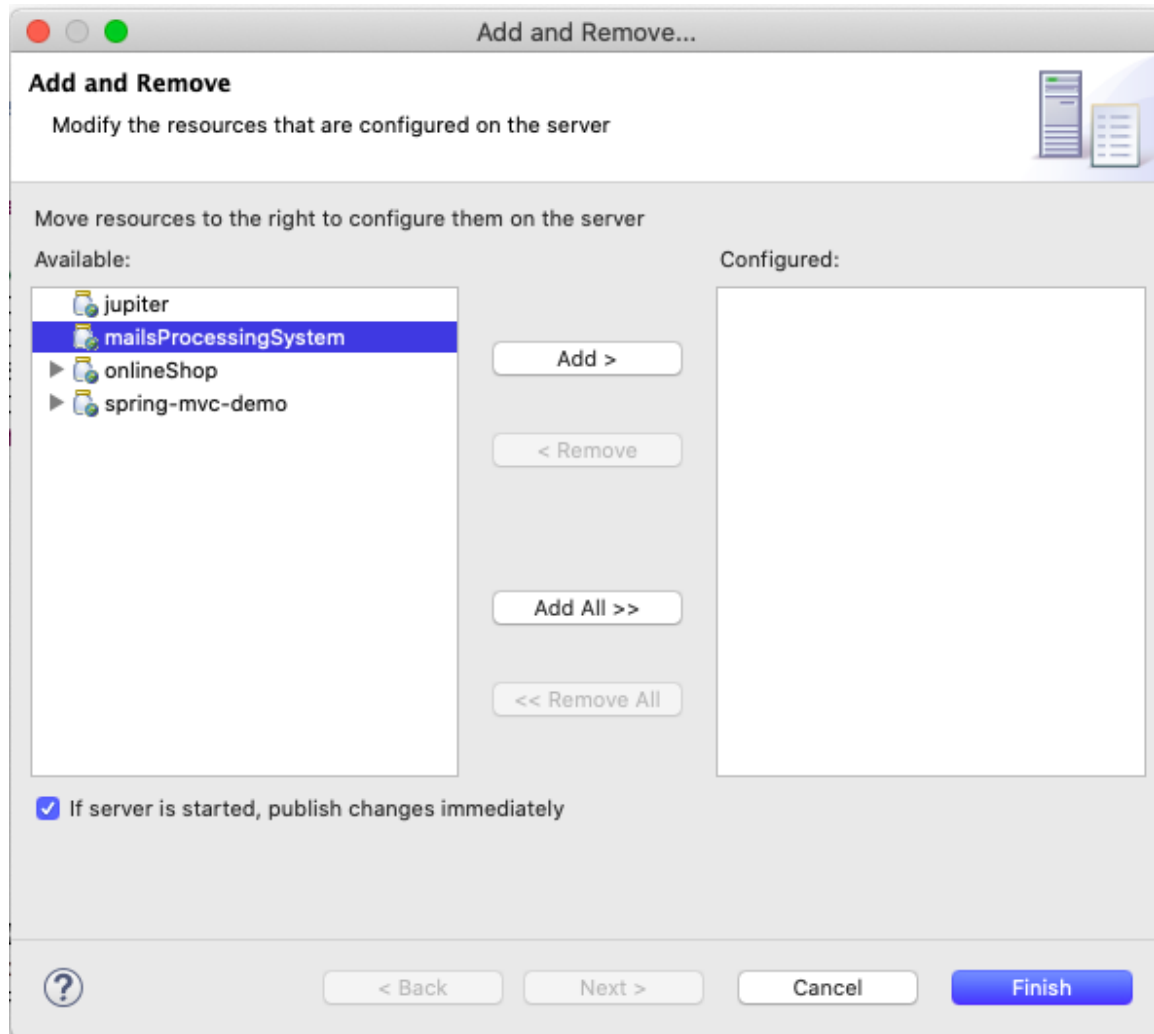 Add and Remove...
Add and Remove
Modify the resources that are configured on the server
Move resources to the right to configure them on the server
Available:
Configured:
jupiter
mailsProcessingSystem
onlineShop
spring-mvc-demo
Add >
< Remove
Add All >>
<< Remove All
If server is started, publish changes immediately
?
< Back
Next >
Cancel
Finish